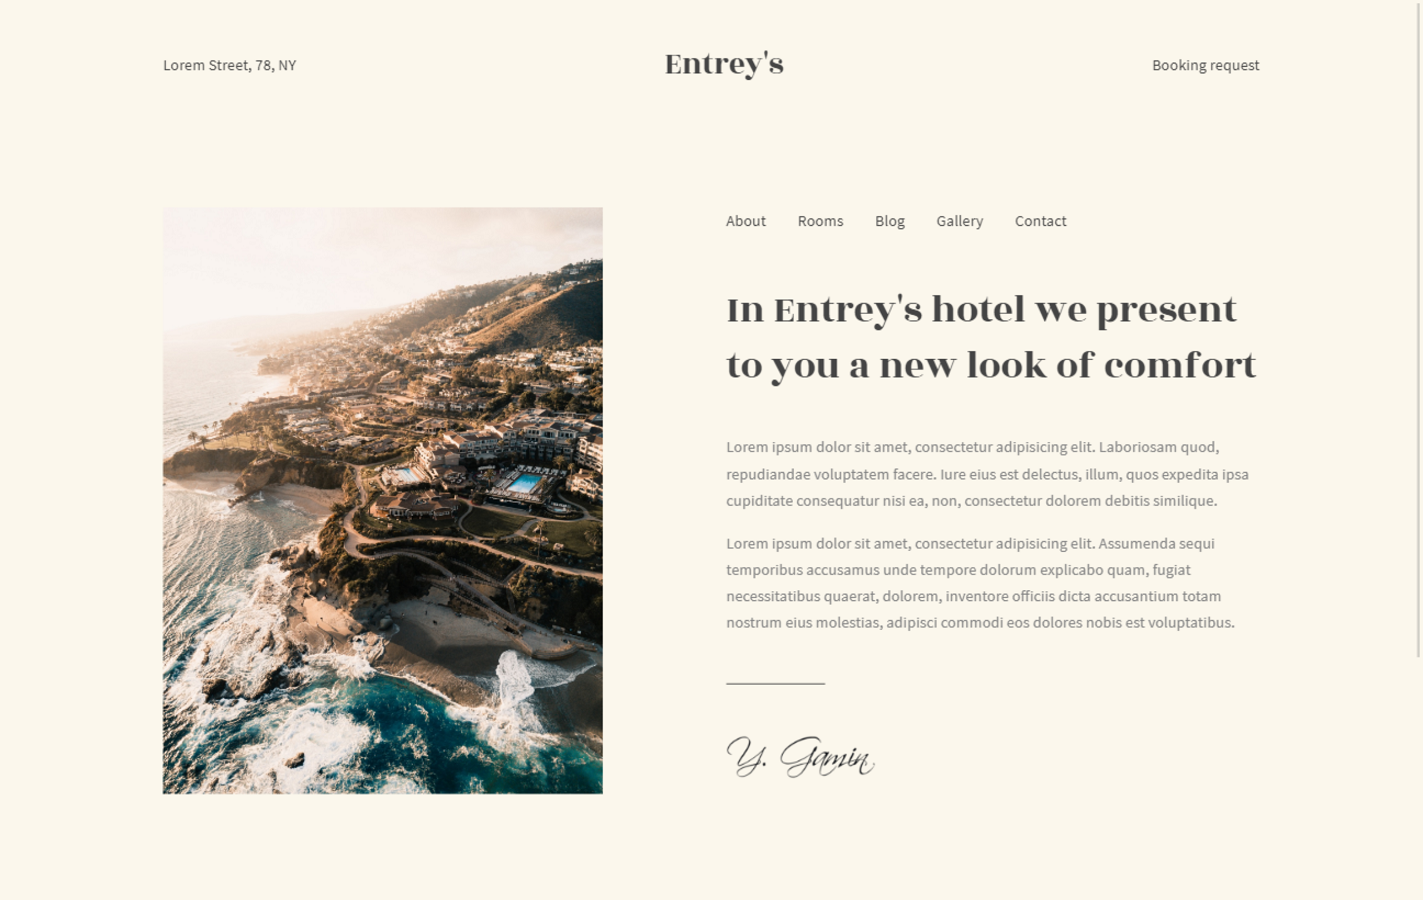 Lorem Street, 78, NY
Entrey's
Booking request
About Rooms Blog Gallery Contact
In Entrey's hotel we present
to you a new look of comfort
Lorem ipsum dolor sit amet, consectetur adipisicing elit. Laboriosam quod,
repudiandae voluptatem facere. Iure eius est delectus, illum, quos expedita ipsa
cupiditate consequatur nisi ea, non, consectetur dolorem debitis similique.
Lorem ipsum dolor sit amet, consectetur adipisicing elit. Assumenda sequi
temporibus accusamus unde tempore dolorum explicabo quam, fugiat
necessitatibus quaerat, dolorem, inventore officiis dicta accusantium totam
nostrum eius molestias, adipisci commodi eos dolores nobis est voluptatibus.
Y. Gamin